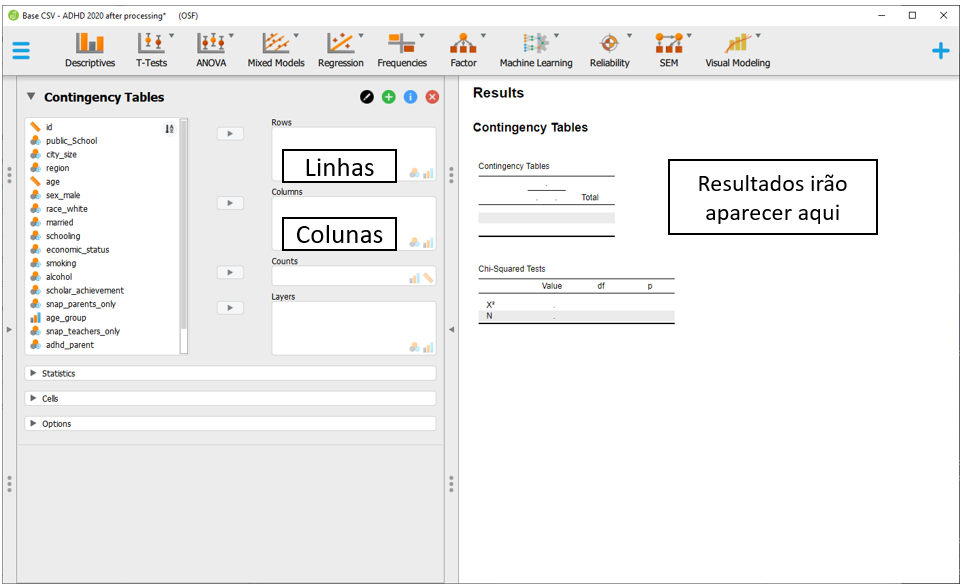 Base CSV - ADHD 2020 after processing* (OSF)
Descriptives T-Tests ANOVA Mixed Models Regression Frequencies Factor Machine Learning Reliability SEM Visual Modeling
Contingency Tables
id
public_School
city_size
region
age
sex_male
race_white
married
schooling
economic_status
smoking
alcohol
scholar_achievement
snap_parents_only
age_group
snap_teachers_only
adhd_parent
Rows
Linhas
Columns
Colunas
Counts
Layers
Statistics
Cells
Options
Results
Contingency Tables
Contingency Tables
.
. . Total
Chi-Squared Tests
Value df p
Χ² .
N .
Resultados irão
aparecer aqui